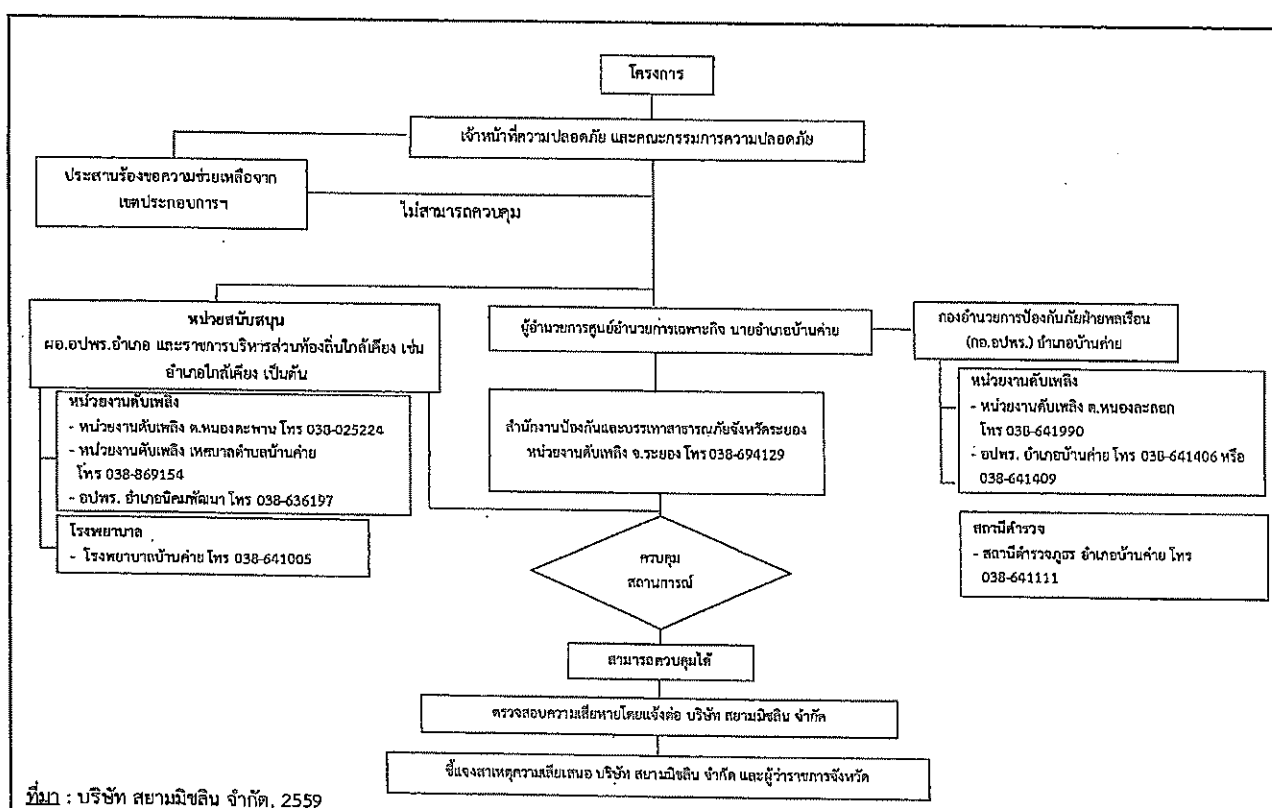 โครงการ
เจ้าหน้าที่ความปลอดภัย และคณะกรรมการความปลอดภัย
ประสานร้องขอความช่วยเหลือจาก
เขตประกอบการฯ
ไม่สามารถควบคุม
หน่วยสนับสนุน
ผอ.อปพร.อำเภอ และราชการบริหารส่วนท้องถิ่นใกล้เคียง เช่น
อำเภอใกล้เคียง เป็นต้น
หน่วยงานดับเพลิง
- หน่วยงานดับเพลิง ต.หนองตะพาน โทร 038-025224
- หน่วยงานดับเพลิง เทศบาลตำบลบ้านค่าย
โทร 038-869154
- อปพร. อำเภอนิคมพัฒนา โทร 038-636197
โรงพยาบาล
- โรงพยาบาลบ้านค่าย โทร 038-641005
ผู้อำนวยการศูนย์อำนวยการเฉพาะกิจ นายอำเภอบ้านค่าย
สำนักงานป้องกันและบรรเทาสาธารณภัยจังหวัดระยอง
หน่วยงานดับเพลิง จ.ระยอง โทร 038-694129
กองอำนวยการป้องกันภัยฝ่ายพลเรือน
(กอ.อปพร.) อำเภอบ้านค่าย
หน่วยงานดับเพลิง
- หน่วยงานดับเพลิง ต.หนองละลอก
โทร 038-641990
- อปพร. อำเภอบ้านค่าย โทร 038-641406 หรือ
038-641409
สถานีตำรวจ
- สถานีตำรวจภูธร อำเภอบ้านค่าย โทร
038-641111
ควบคุม
สถานการณ์
สามารถควบคุมได้
ตรวจสอบความเสียหายโดยแจ้งต่อ บริษัท สยามมิชลิน จำกัด
ชี้แจงสาเหตุความเสียเสนอ บริษัท สยามมิชลิน จำกัด และผู้ว่าราชการจังหวัด
ที่มา : บริษัท สยามมิชลิน จำกัด, 2559